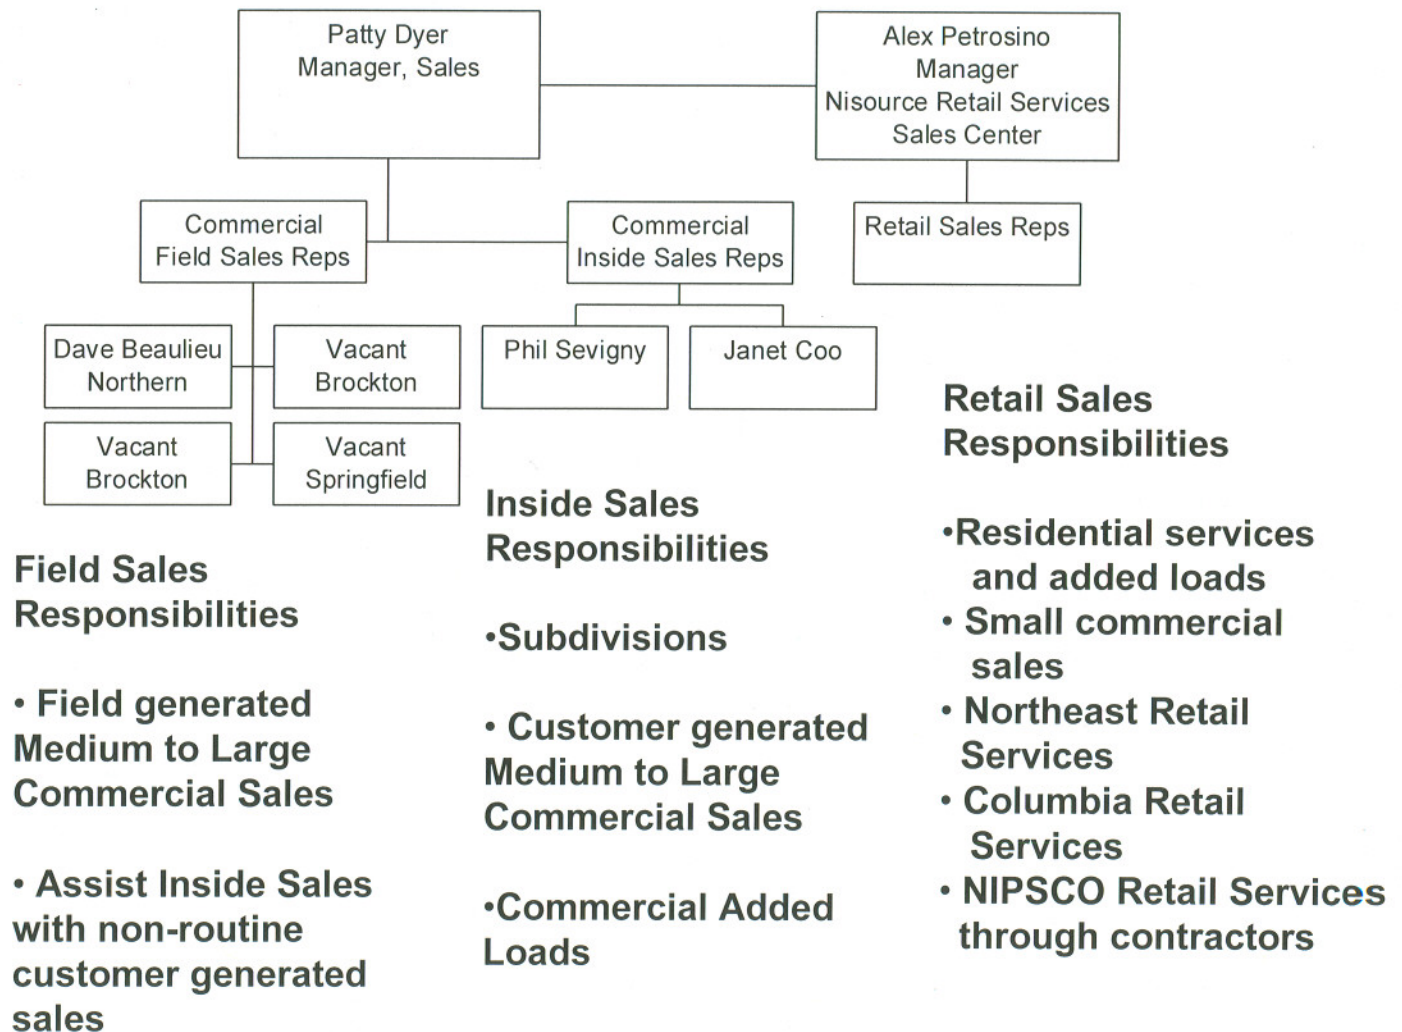 Patty Dyer
Manager, Sales
Alex Petrosino
Manager
Nisource Retail Services
Sales Center
Commercial
Field Sales Reps
Commercial
Inside Sales Reps
Retail Sales Reps
Dave Beaulieu
Northern
Vacant
Brockton
Phil Sevigny
Janet Coo
Vacant
Brockton
Vacant
Springfield
Field Sales
Responsibilities
• Field generated
Medium to Large
Commercial Sales
• Assist Inside Sales
with non-routine
customer generated
sales
Inside Sales
Responsibilities
•Subdivisions
• Customer generated
Medium to Large
Commercial Sales
•Commercial Added
Loads
Retail Sales
Responsibilities
•Residential services
and added loads
• Small commercial
sales
• Northeast Retail
Services
• Columbia Retail
Services
• NIPSCO Retail Services
through contractors